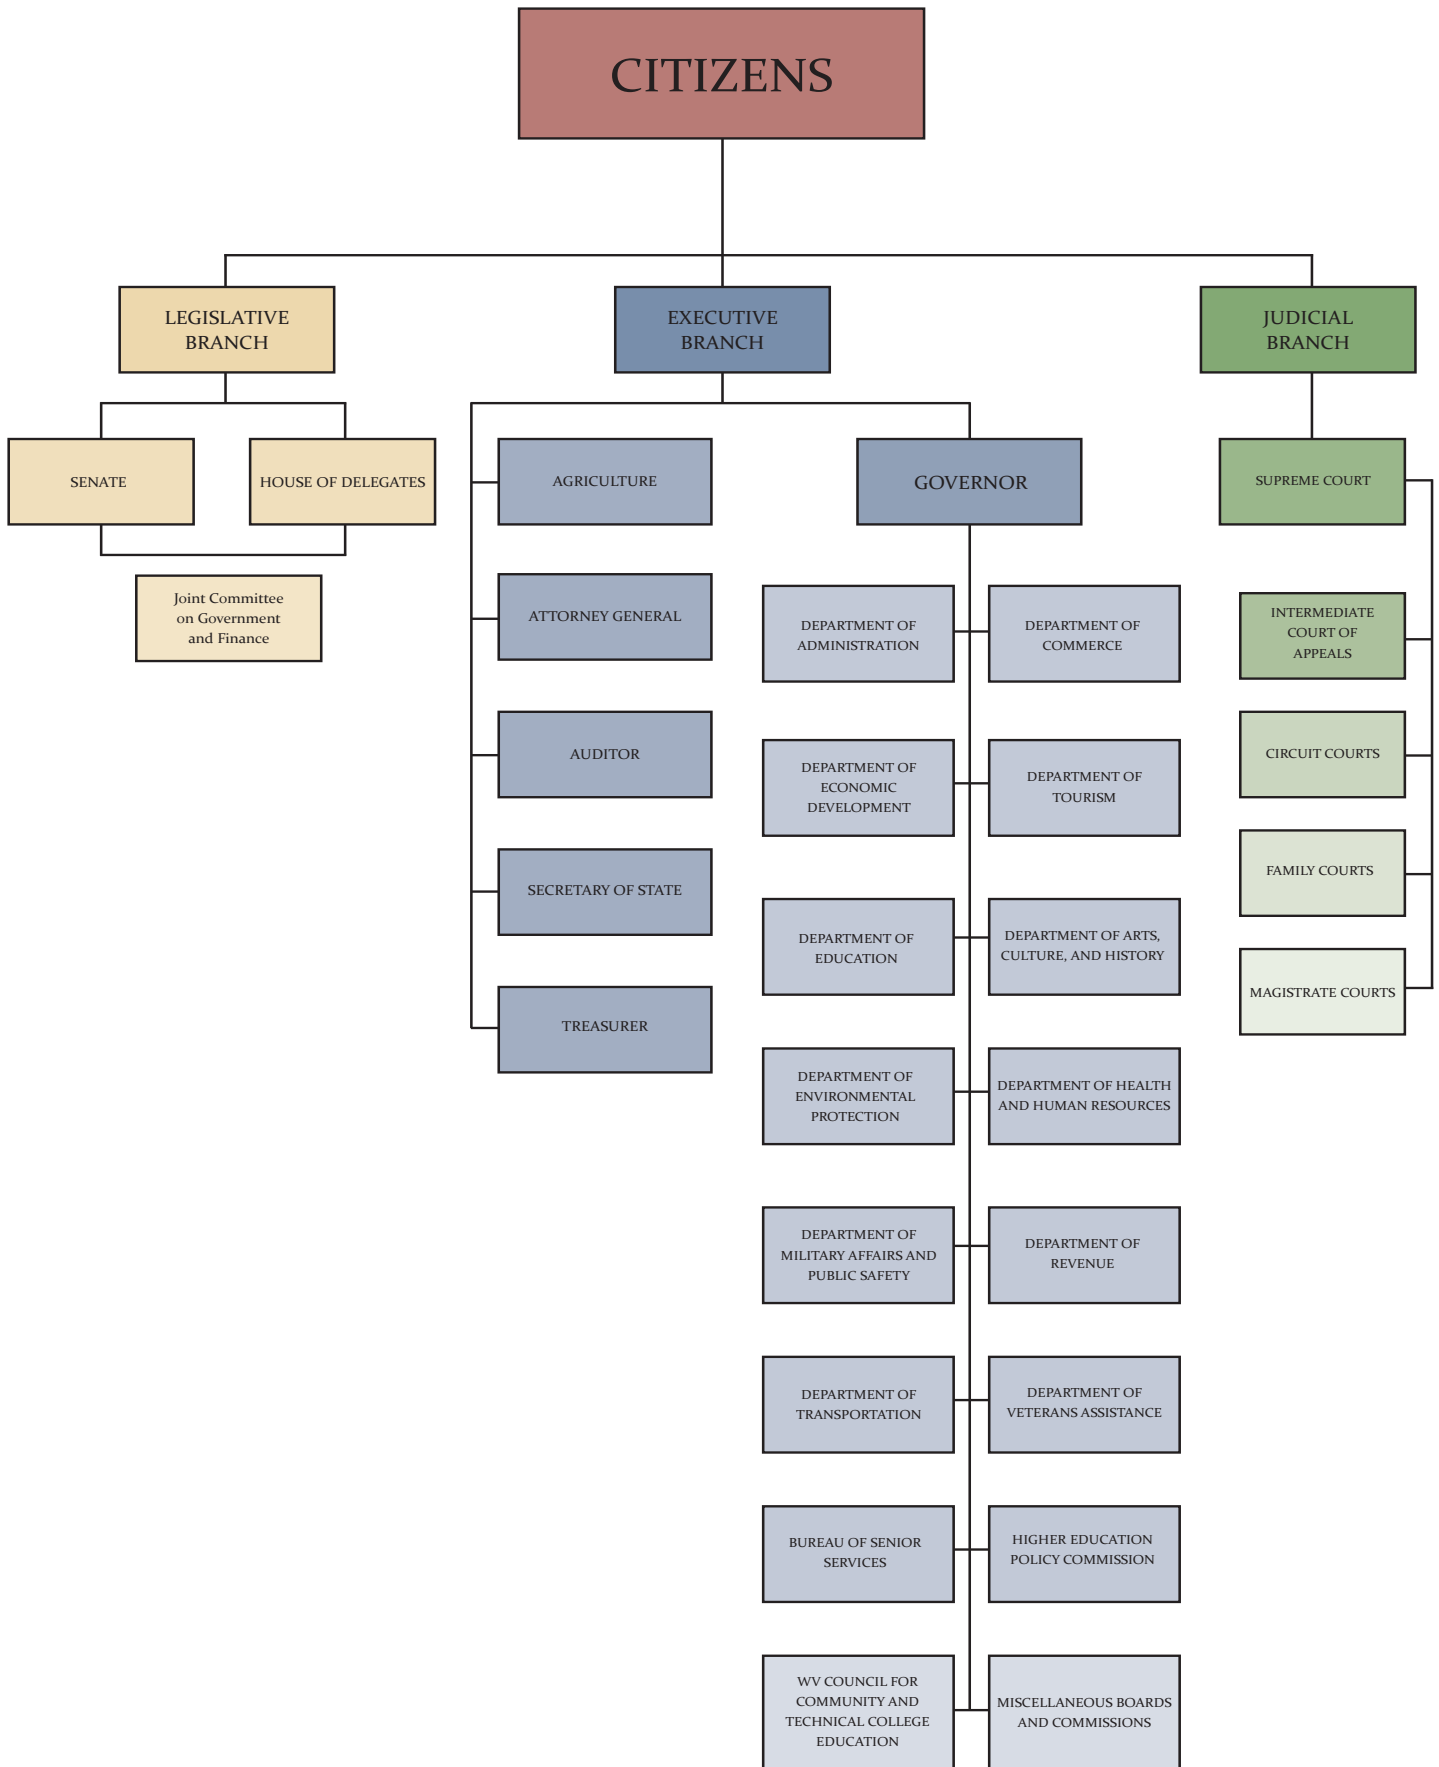 CITIZENS
LEGISLATIVE
BRANCH
EXECUTIVE
BRANCH
JUDICIAL
BRANCH
SENATE
HOUSE OF DELEGATES
Joint Committee
on Government
and Finance
AGRICULTURE
ATTORNEY GENERAL
AUDITOR
SECRETARY OF STATE
TREASURER
GOVERNOR
DEPARTMENT OF
ADMINISTRATION
DEPARTMENT OF
COMMERCE
DEPARTMENT OF
ECONOMIC
DEVELOPMENT
DEPARTMENT OF
TOURISM
DEPARTMENT OF
EDUCATION
DEPARTMENT OF ARTS,
CULTURE, AND HISTORY
DEPARTMENT OF
ENVIRONMENTAL
PROTECTION
DEPARTMENT OF HEALTH
AND HUMAN RESOURCES
DEPARTMENT OF
MILITARY AFFAIRS AND
PUBLIC SAFETY
DEPARTMENT OF
REVENUE
DEPARTMENT OF
TRANSPORTATION
DEPARTMENT OF
VETERANS ASSISTANCE
BUREAU OF SENIOR
SERVICES
HIGHER EDUCATION
POLICY COMMISSION
WV COUNCIL FOR
COMMUNITY AND
TECHNICAL COLLEGE
EDUCATION
MISCELLANEOUS BOARDS
AND COMMISSIONS
SUPREME COURT
INTERMEDIATE
COURT OF
APPEALS
CIRCUIT COURTS
FAMILY COURTS
MAGISTRATE COURTS